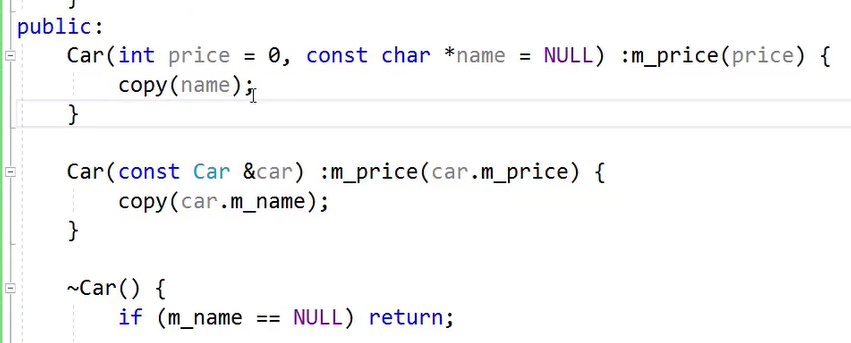 }
public:
Car(int price = 0, const char *name = NULL) :m_price(price) {
copy(name);
}
Car(const Car &car) :m_price(car.m_price) {
copy(car.m_name);
}
~Car() {
if (m_name == NULL) return;